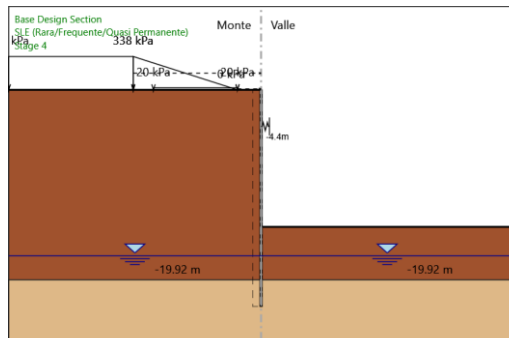 Base Design Section
Monte
Valle
SLE (Rara/Frequente/Quasi Permanente)
Stage 4
kPa
338 kPa
20 kPa
0 kPa
20 kPa
-4.4m
-19.92 m
-19.92 m